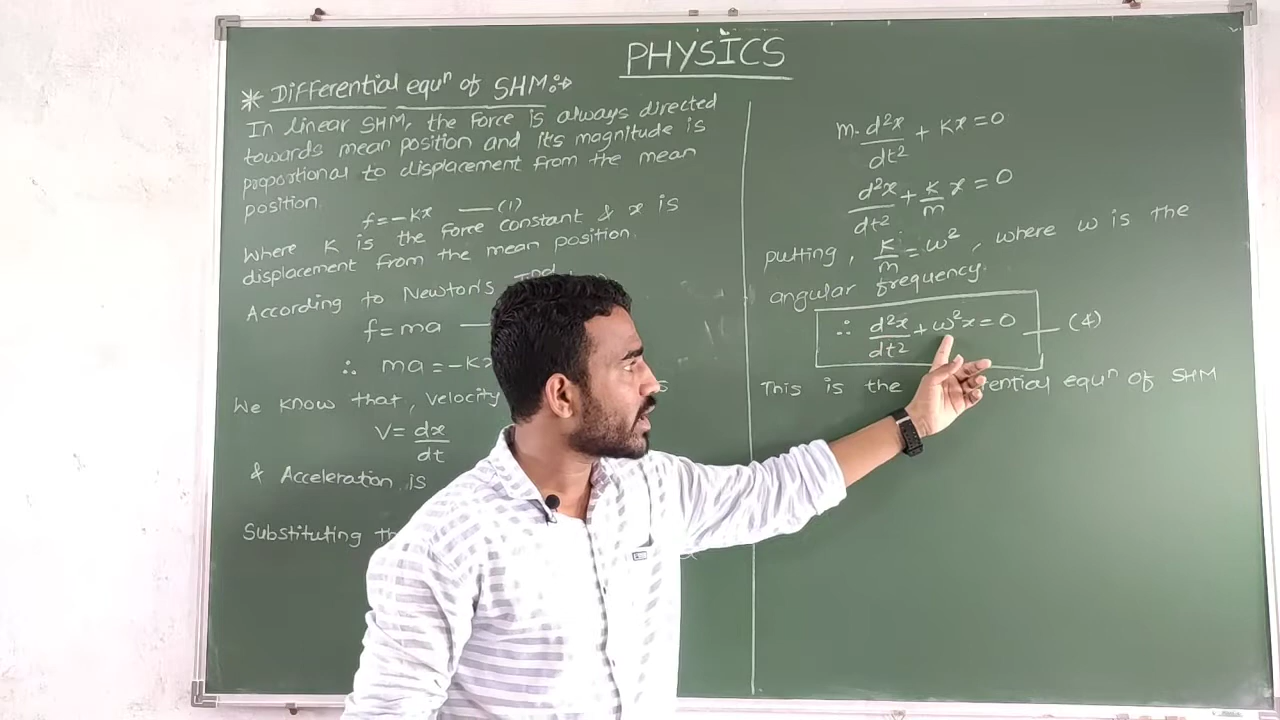 PHYSICS
* Differential equⁿ of SHM:→
In linear SHM, the Force is always directed
towards mean position and its magnitude is
proportional to displacement from the mean
position.
f=-kx —(1)
Where K is the Force constant & x is
displacement from the mean position.
According to Newton's IInd
f=ma —
∴ ma=-kx
We know that, velocity is
V= dx/dt
& Acceleration is
Substituting
m.d²x/dt² + kx=0
d²x/dt² + k/m x=0
putting, k/m=ω², where ω is the
angular frequency.
∴ d²x/dt² + ω²x=0 — (4)
This is the ential equⁿ of SHM